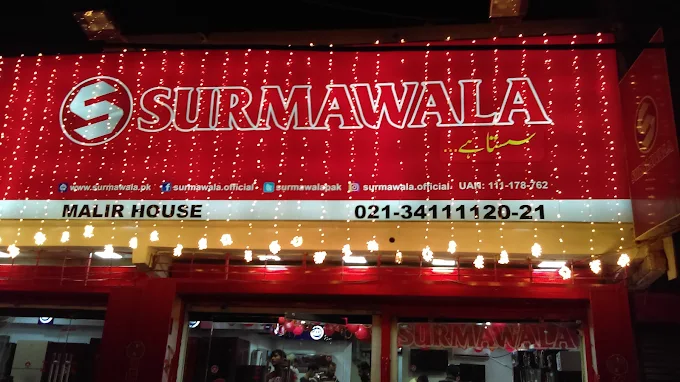 S SURMAWALA
سستا ہے...
www.surmawala.pk surmawala.official surmawalapak surmawala.official UAN: 111-178-762
MALIR HOUSE 021-34111120-21
SURMAWALA